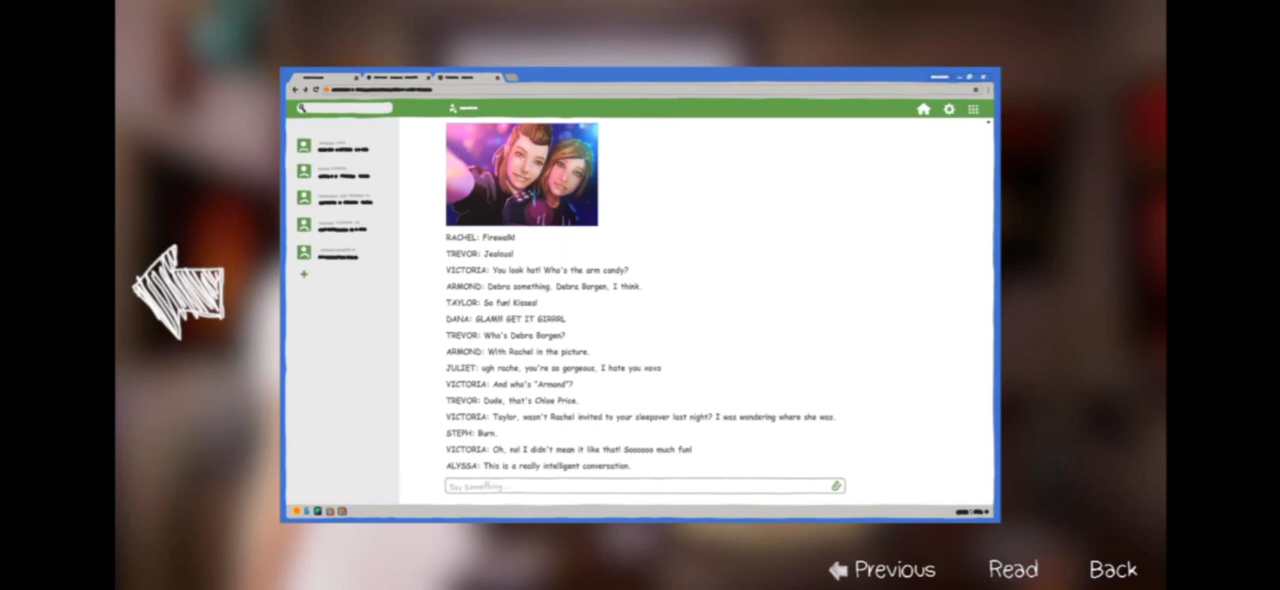 RACHEL: Firewalk!
TREVOR: Jealous!
VICTORIA: You look hot! Who's the arm candy?
ARMOND: Debra something. Debra Borgen, I think.
TAYLOR: So fun! Kisses!
DANA: GLAM!!! GET IT GIRRRL
TREVOR: Who's Debra Borgen?
ARMOND: With Rachel in the picture.
JULIET: ugh rache, you're so gorgeous, I hate you xoxo
VICTORIA: And who's "Armond"?
TREVOR: Dude, that's Chloe Price.
VICTORIA: Taylor, wasn't Rachel invited to your sleepover last night? I was wondering where she was.
STEPH: Burn.
VICTORIA: Oh, no! I didn't mean it like that! Soooooo much fun!
ALYSSA: This is a really intelligent conversation.
Say something...
Previous Read Back